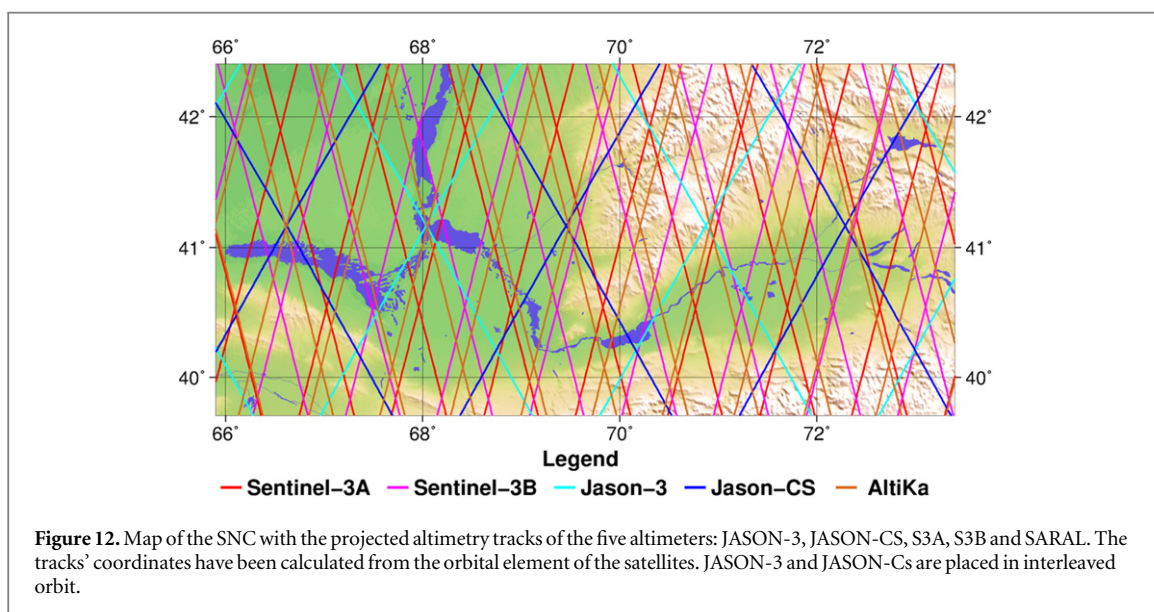 66° 68° 70° 72°
42° 42°
41° 41°
40° 40°
66° 68° 70° 72°
Legend
Sentinel−3A Sentinel−3B Jason−3 Jason−CS AltiKa
Figure 12. Map of the SNC with the projected altimetry tracks of the five altimeters: JASON-3, JASON-CS, S3A, S3B and SARAL. The
tracks' coordinates have been calculated from the orbital element of the satellites. JASON-3 and JASON-Cs are placed in interleaved
orbit.